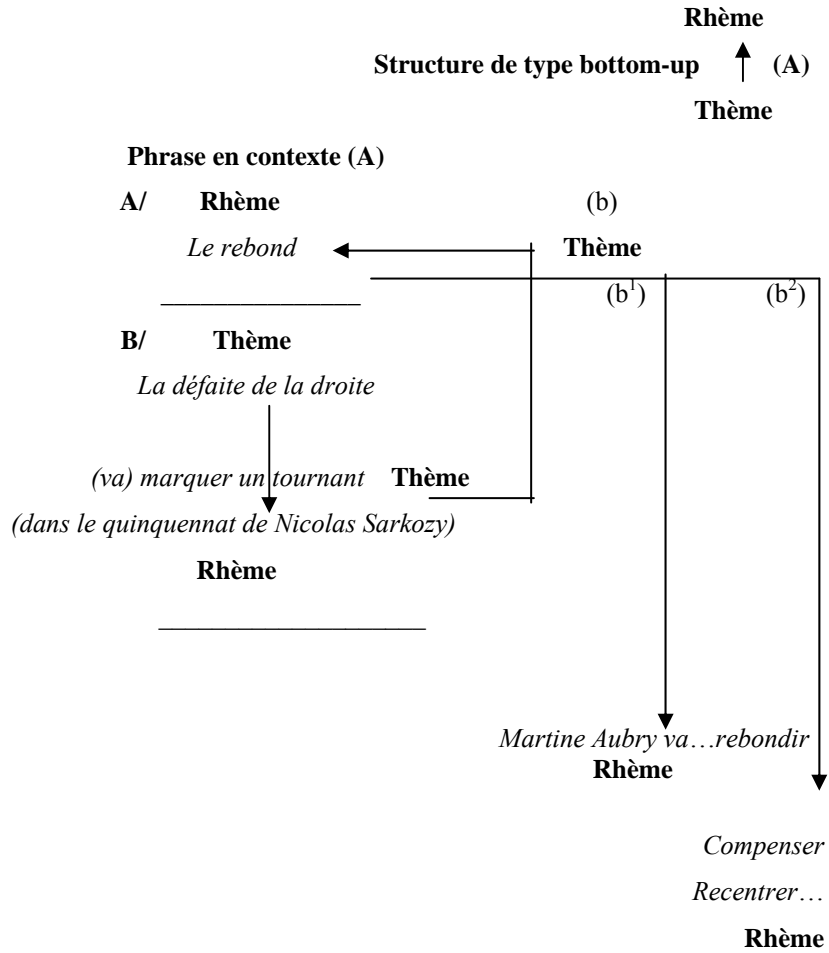 Rhème
Structure de type bottom-up (A)
Thème
Phrase en contexte (A)
A/ Rhème (b)
Le rebond Thème
(b¹) (b²)
B/ Thème
La défaite de la droite
(va) marquer un tournant Thème
(dans le quinquennat de Nicolas Sarkozy)
Rhème
Martine Aubry va…rebondir
Rhème
Compenser
Recentrer…
Rhème